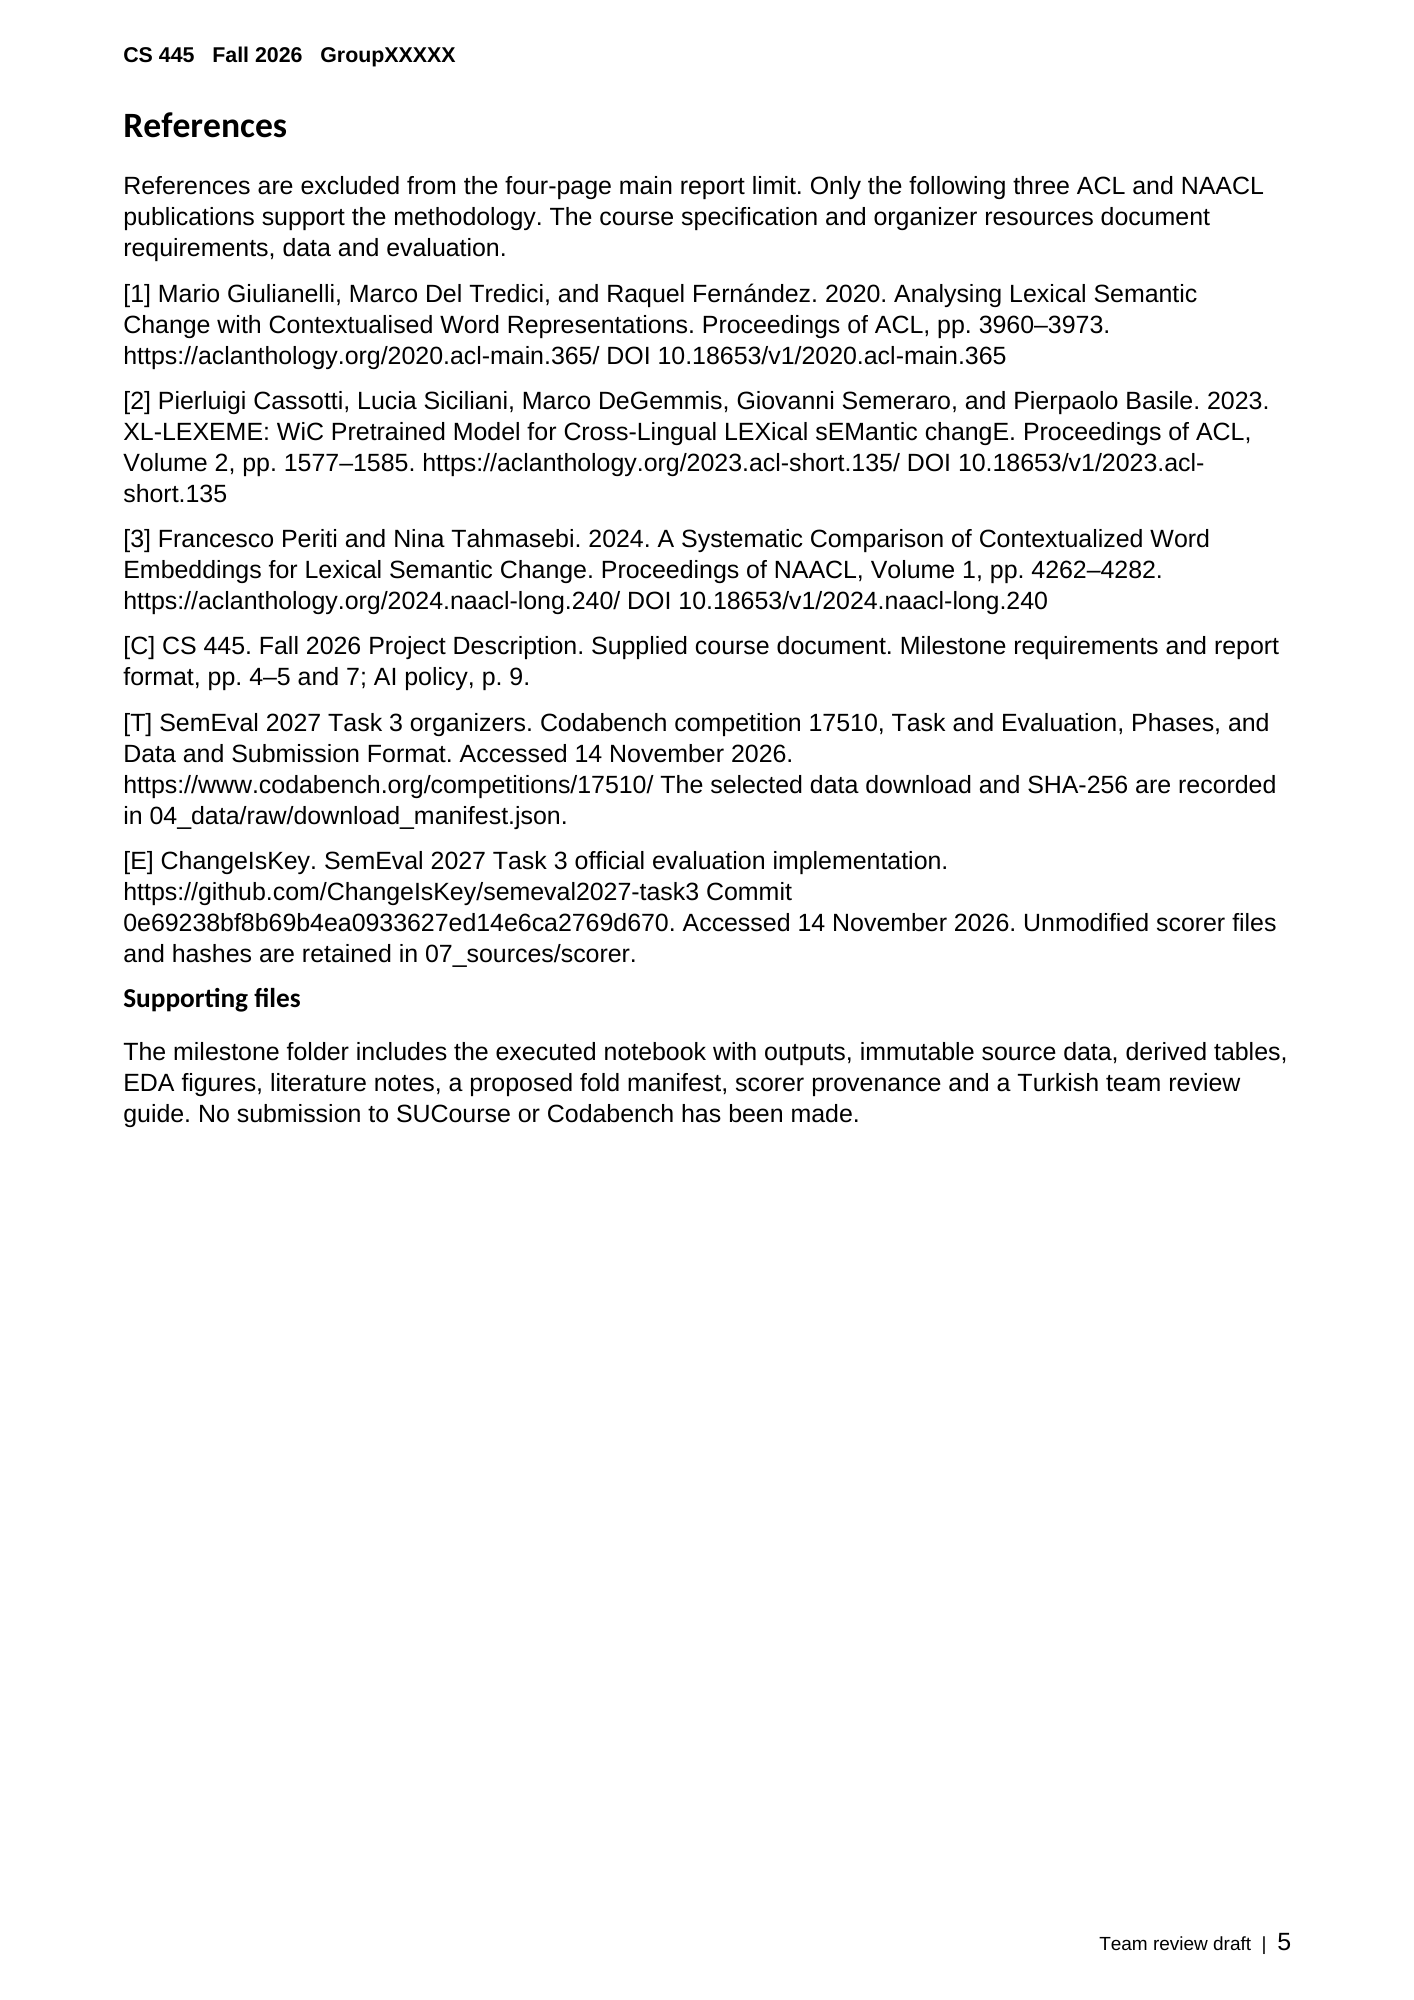 CS 445 Fall 2026 GroupXXXXX
References
References are excluded from the four-page main report limit. Only the following three ACL and NAACL
publications support the methodology. The course specification and organizer resources document
requirements, data and evaluation.
[1] Mario Giulianelli, Marco Del Tredici, and Raquel Fernández. 2020. Analysing Lexical Semantic
Change with Contextualised Word Representations. Proceedings of ACL, pp. 3960–3973.
https://aclanthology.org/2020.acl-main.365/ DOI 10.18653/v1/2020.acl-main.365
[2] Pierluigi Cassotti, Lucia Siciliani, Marco DeGemmis, Giovanni Semeraro, and Pierpaolo Basile. 2023.
XL-LEXEME: WiC Pretrained Model for Cross-Lingual LEXical sEMantic changE. Proceedings of ACL,
Volume 2, pp. 1577–1585. https://aclanthology.org/2023.acl-short.135/ DOI 10.18653/v1/2023.acl-
short.135
[3] Francesco Periti and Nina Tahmasebi. 2024. A Systematic Comparison of Contextualized Word
Embeddings for Lexical Semantic Change. Proceedings of NAACL, Volume 1, pp. 4262–4282.
https://aclanthology.org/2024.naacl-long.240/ DOI 10.18653/v1/2024.naacl-long.240
[C] CS 445. Fall 2026 Project Description. Supplied course document. Milestone requirements and report
format, pp. 4–5 and 7; AI policy, p. 9.
[T] SemEval 2027 Task 3 organizers. Codabench competition 17510, Task and Evaluation, Phases, and
Data and Submission Format. Accessed 14 November 2026.
https://www.codabench.org/competitions/17510/ The selected data download and SHA-256 are recorded
in 04_data/raw/download_manifest.json.
[E] ChangeIsKey. SemEval 2027 Task 3 official evaluation implementation.
https://github.com/ChangeIsKey/semeval2027-task3 Commit
0e69238bf8b69b4ea0933627ed14e6ca2769d670. Accessed 14 November 2026. Unmodified scorer files
and hashes are retained in 07_sources/scorer.
Supporting files
The milestone folder includes the executed notebook with outputs, immutable source data, derived tables,
EDA figures, literature notes, a proposed fold manifest, scorer provenance and a Turkish team review
guide. No submission to SUCourse or Codabench has been made.
Team review draft | 5